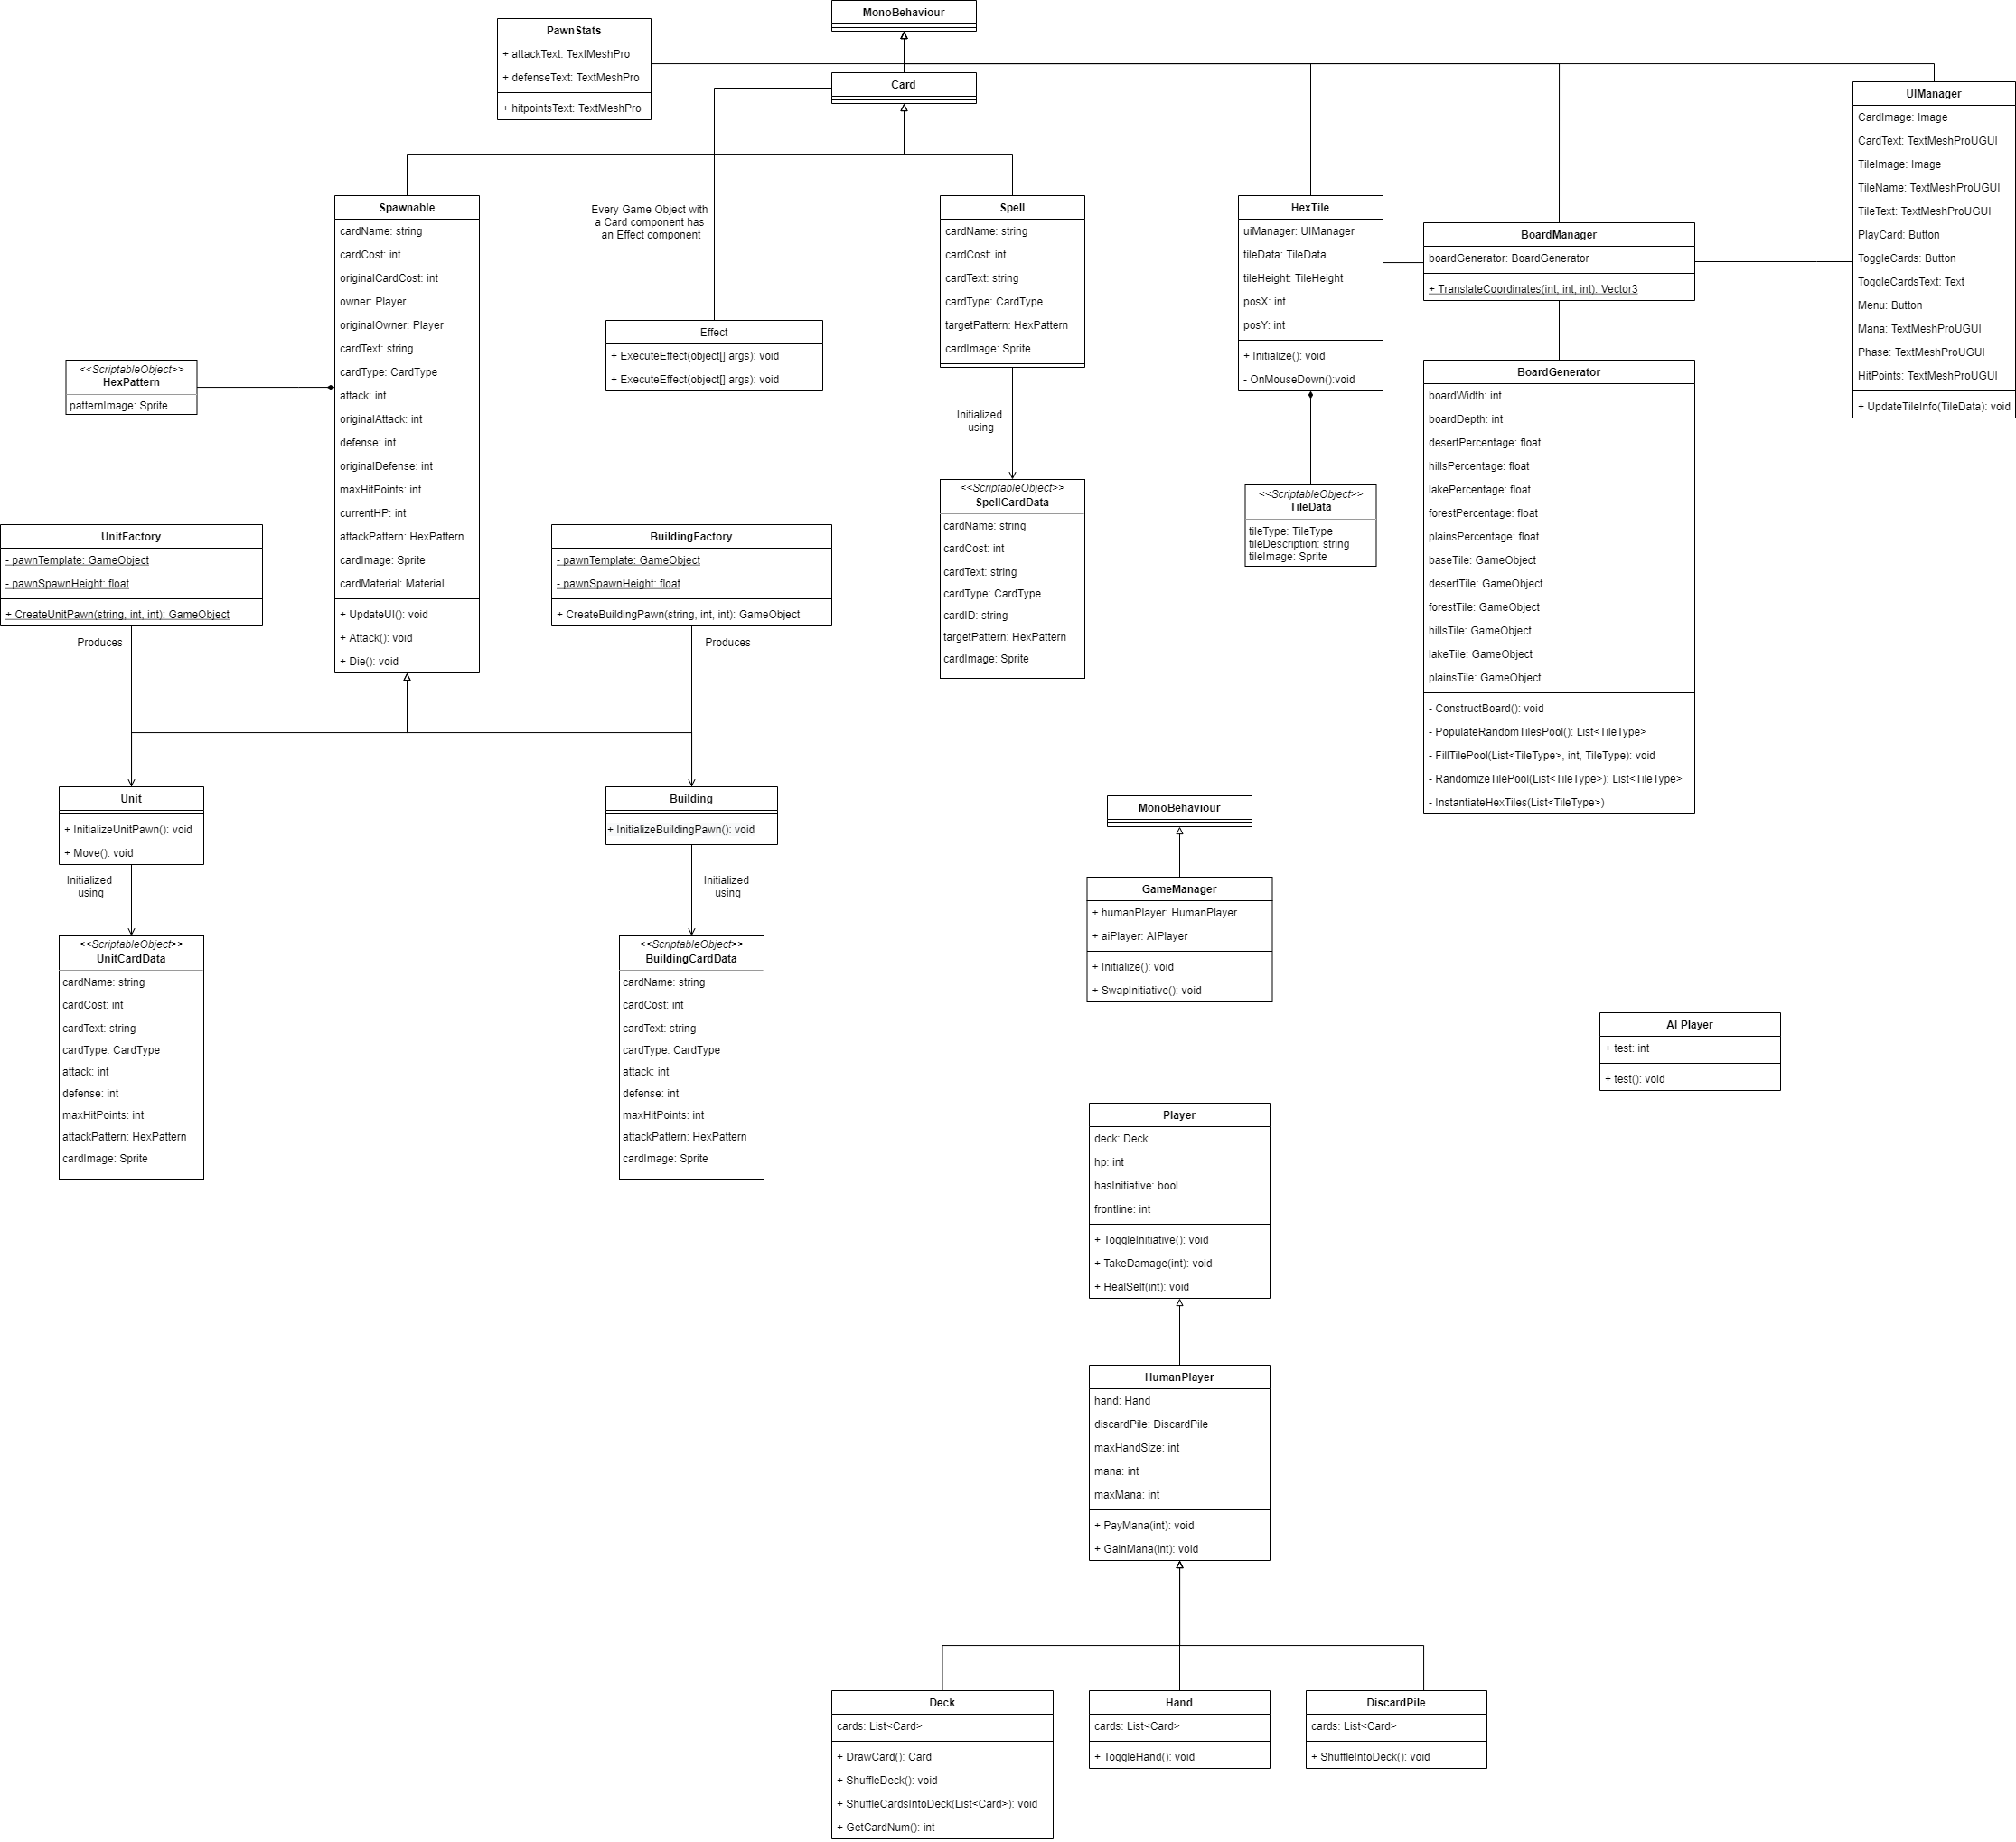 MonoBehaviour
PawnStats
+ attackText: TextMeshPro
+ defenseText: TextMeshPro
+ hitpointsText: TextMeshPro
Card
UIManager
CardImage: Image
CardText: TextMeshProUGUI
TileImage: Image
TileName: TextMeshProUGUI
TileText: TextMeshProUGUI
PlayCard: Button
ToggleCards: Button
ToggleCardsText: Text
Menu: Button
Mana: TextMeshProUGUI
Phase: TextMeshProUGUI
HitPoints: TextMeshProUGUI
+ UpdateTileInfo(TileData): void
Spawnable
cardName: string
cardCost: int
originalCardCost: int
owner: Player
originalOwner: Player
cardText: string
cardType: CardType
attack: int
originalAttack: int
defense: int
originalDefense: int
maxHitPoints: int
currentHP: int
attackPattern: HexPattern
cardImage: Sprite
cardMaterial: Material
+ UpdateUI(): void
+ Attack(): void
+ Die(): void
Every Game Object with
a Card component has
an Effect component
Effect
+ ExecuteEffect(object[] args): void
+ ExecuteEffect(object[] args): void
Spell
cardName: string
cardCost: int
cardText: string
cardType: CardType
targetPattern: HexPattern
cardImage: Sprite
Initialized
using
<<ScriptableObject>>
SpellCardData
cardName: string
cardCost: int
cardText: string
cardType: CardType
cardID: string
targetPattern: HexPattern
cardImage: Sprite
HexTile
uiManager: UIManager
tileData: TileData
tileHeight: TileHeight
posX: int
posY: int
+ Initialize(): void
- OnMouseDown():void
<<ScriptableObject>>
TileData
tileType: TileType
tileDescription: string
tileImage: Sprite
BoardManager
boardGenerator: BoardGenerator
+ TranslateCoordinates(int, int, int): Vector3
BoardGenerator
boardWidth: int
boardDepth: int
desertPercentage: float
hillsPercentage: float
lakePercentage: float
forestPercentage: float
plainsPercentage: float
baseTile: GameObject
desertTile: GameObject
forestTile: GameObject
hillsTile: GameObject
lakeTile: GameObject
plainsTile: GameObject
- ConstructBoard(): void
- PopulateRandomTilesPool(): List<TileType>
- FillTilePool(List<TileType>, int, TileType): void
- RandomizeTilePool(List<TileType>): List<TileType>
- InstantiateHexTiles(List<TileType>)
<<ScriptableObject>>
HexPattern
patternImage: Sprite
UnitFactory
- pawnTemplate: GameObject
- pawnSpawnHeight: float
+ CreateUnitPawn(string, int, int): GameObject
Produces
BuildingFactory
- pawnTemplate: GameObject
- pawnSpawnHeight: float
+ CreateBuildingPawn(string, int, int): GameObject
Produces
Unit
+ InitializeUnitPawn(): void
+ Move(): void
Initialized
using
<<ScriptableObject>>
UnitCardData
cardName: string
cardCost: int
cardText: string
cardType: CardType
attack: int
defense: int
maxHitPoints: int
attackPattern: HexPattern
cardImage: Sprite
Building
+ InitializeBuildingPawn(): void
Initialized
using
<<ScriptableObject>>
BuildingCardData
cardName: string
cardCost: int
cardText: string
cardType: CardType
attack: int
defense: int
maxHitPoints: int
attackPattern: HexPattern
cardImage: Sprite
MonoBehaviour
GameManager
+ humanPlayer: HumanPlayer
+ aiPlayer: AIPlayer
+ Initialize(): void
+ SwapInitiative(): void
AI Player
+ test: int
+ test(): void
Player
deck: Deck
hp: int
hasInitiative: bool
frontline: int
+ ToggleInitiative(): void
+ TakeDamage(int): void
+ HealSelf(int): void
HumanPlayer
hand: Hand
discardPile: DiscardPile
maxHandSize: int
mana: int
maxMana: int
+ PayMana(int): void
+ GainMana(int): void
Deck
cards: List<Card>
+ DrawCard(): Card
+ ShuffleDeck(): void
+ ShuffleCardsIntoDeck(List<Card>): void
+ GetCardNum(): int
Hand
cards: List<Card>
+ ToggleHand(): void
DiscardPile
cards: List<Card>
+ ShuffleIntoDeck(): void